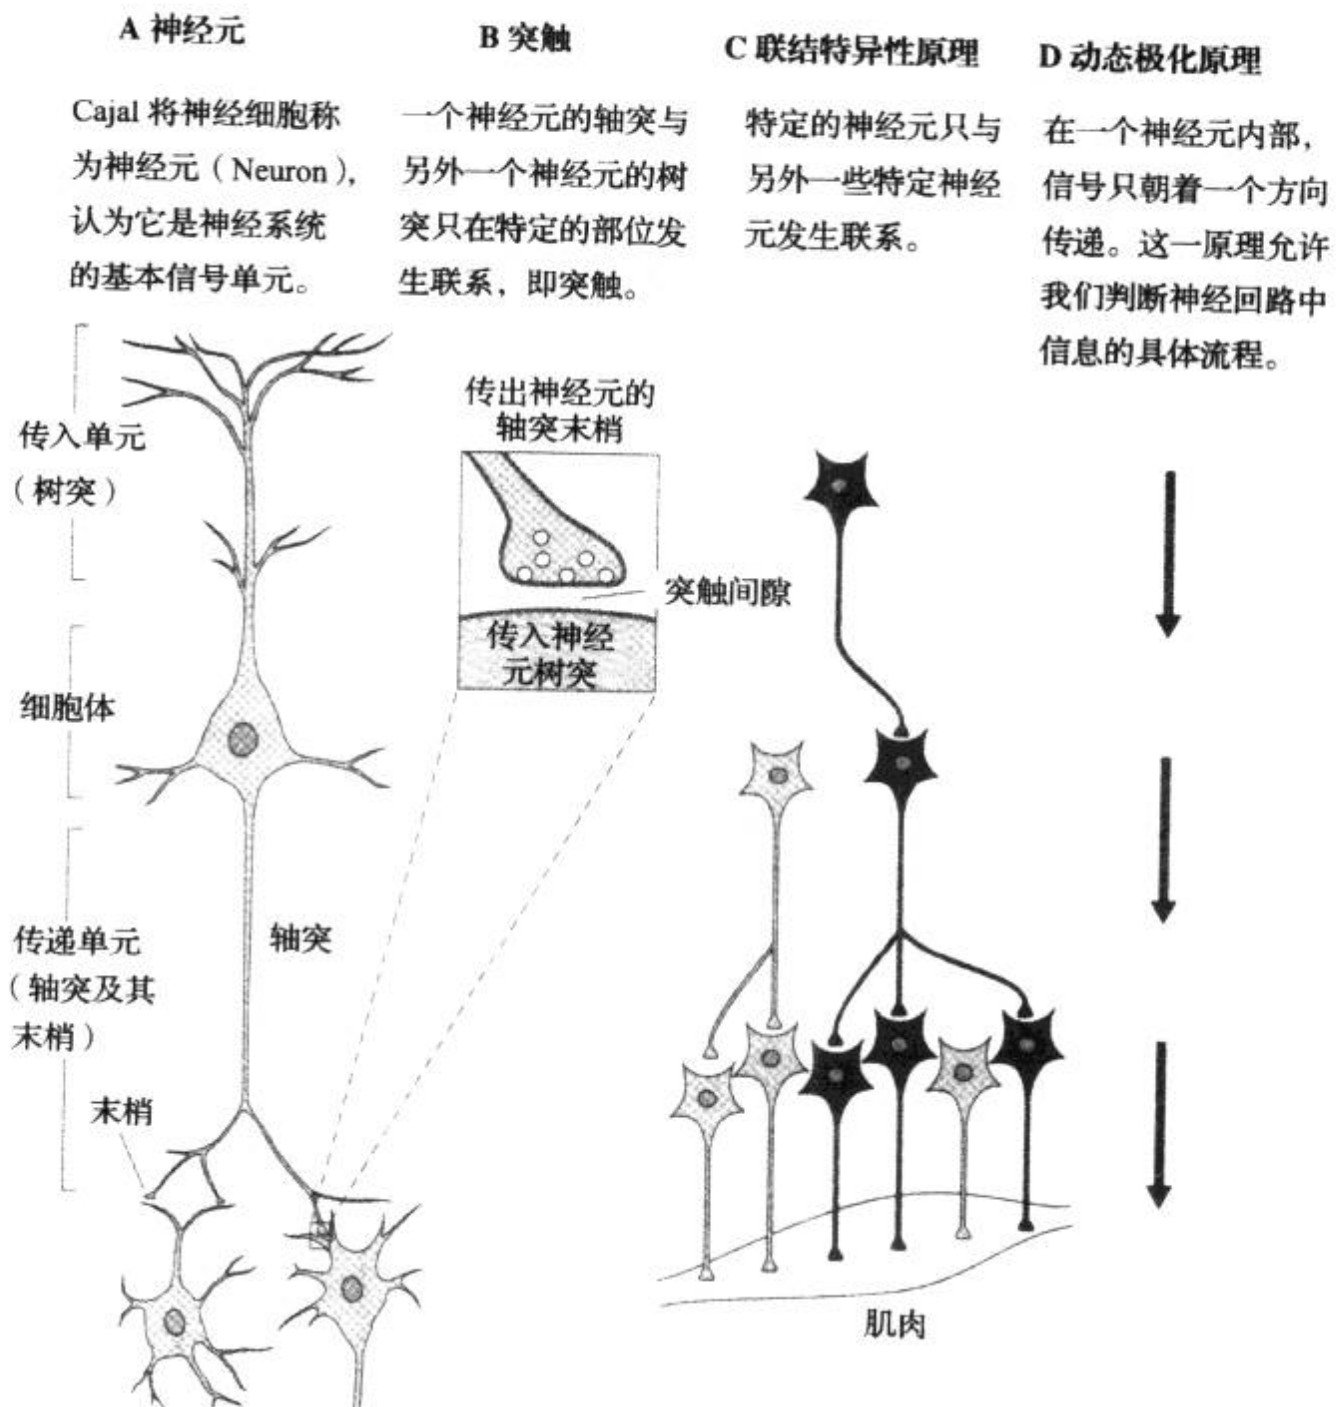 A 神经元
Cajal 将神经细胞称
为神经元（Neuron），
认为它是神经系统
的基本信号单元。
B 突触
一个神经元的轴突与
另外一个神经元的树
突只在特定的部位发
生联系，即突触。
C 联结特异性原理
特定的神经元只与
另外一些特定神经
元发生联系。
D 动态极化原理
在一个神经元内部，
信号只朝着一个方向
传递。这一原理允许
我们判断神经回路中
信息的具体流程。
传入单元
（树突）
细胞体
传递单元
（轴突及其
末梢）
轴突
末梢
传出神经元的
轴突末梢
突触间隙
传入神经
元树突
肌肉